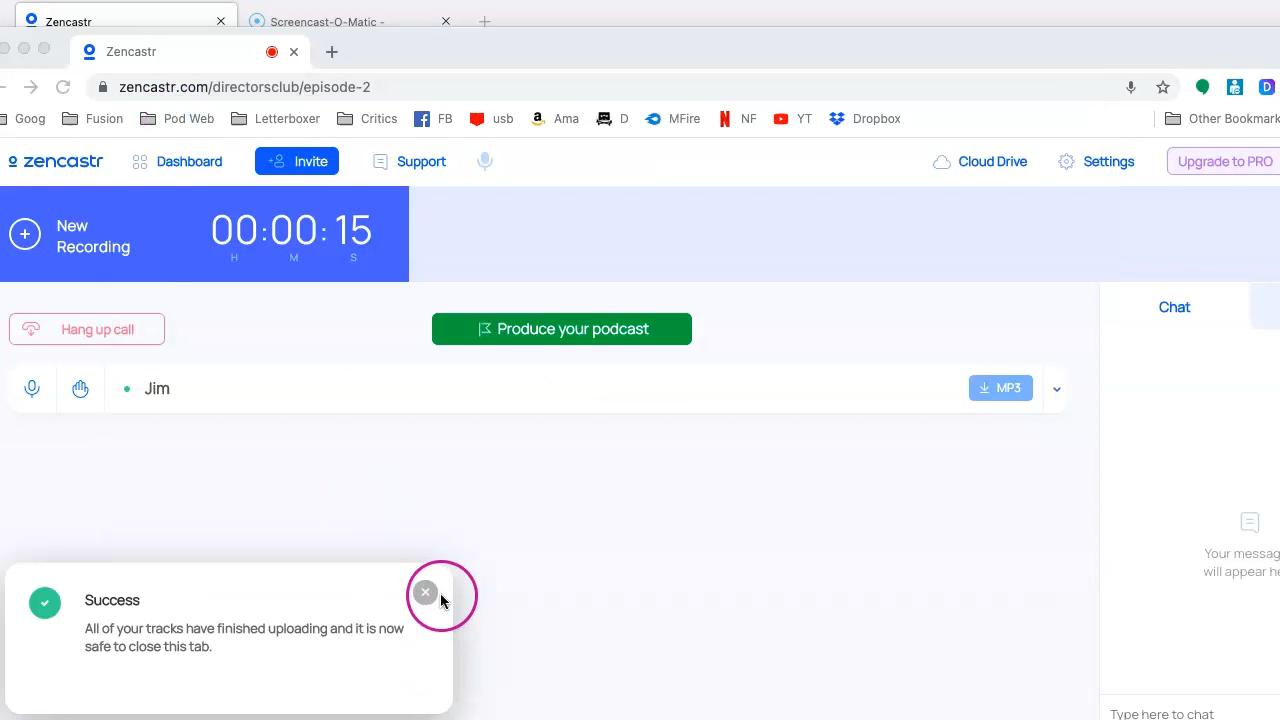 Zencastr
Screencast-O-Matic -
Zencastr
zencastr.com/directorsclub/episode-2
Goog Fusion Pod Web Letterboxer Critics FB usb Ama D MFire NF YT Dropbox Other Bookmark
zencastr Dashboard Invite Support Cloud Drive Settings Upgrade to PRO
New
Recording
00:00:15
H M S
Hang up call
Produce your podcast
Chat
Jim
MP3
Your messag
will appear he
Success
All of your tracks have finished uploading and it is now
safe to close this tab.
Type here to chat